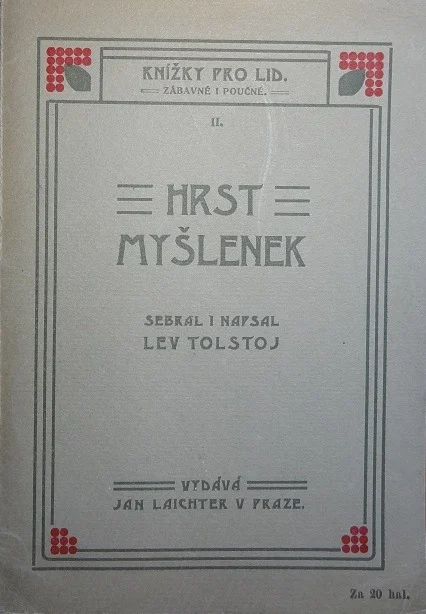 KNÍŽKY PRO LID.
ZÁBAVNÉ I POUČNÉ.
II.
HRST
MYŠLENEK
SEBRAL I NAPSAL
LEV TOLSTOJ
VYDÁVÁ
JAN LAICHTER V PRAZE.
Za 20 hal.